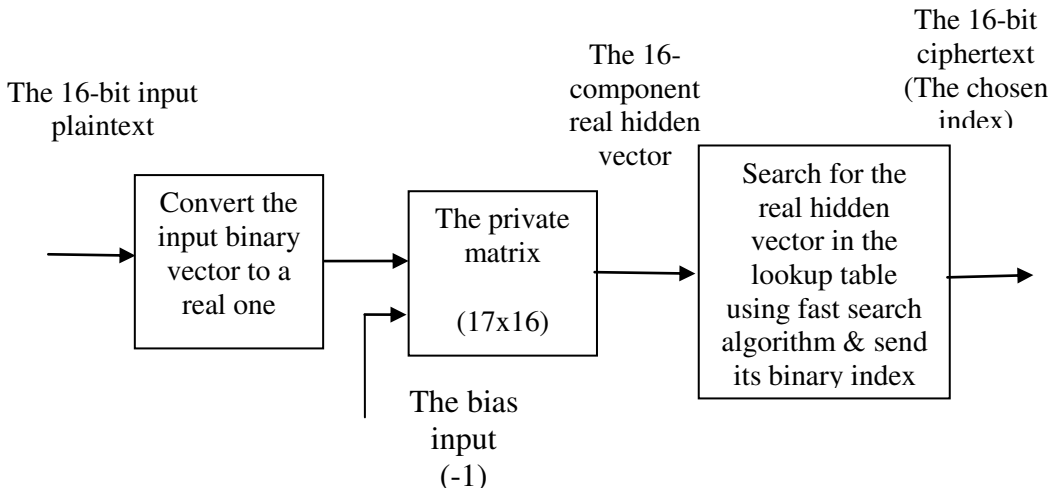 The 16-bit input
plaintext
Convert the
input binary
vector to a
real one
The private
matrix
(17x16)
The bias
input
(-1)
The 16-
component
real hidden
vector
Search for the
real hidden
vector in the
lookup table
using fast search
algorithm & send
its binary index
The 16-bit
ciphertext
(The chosen
index)